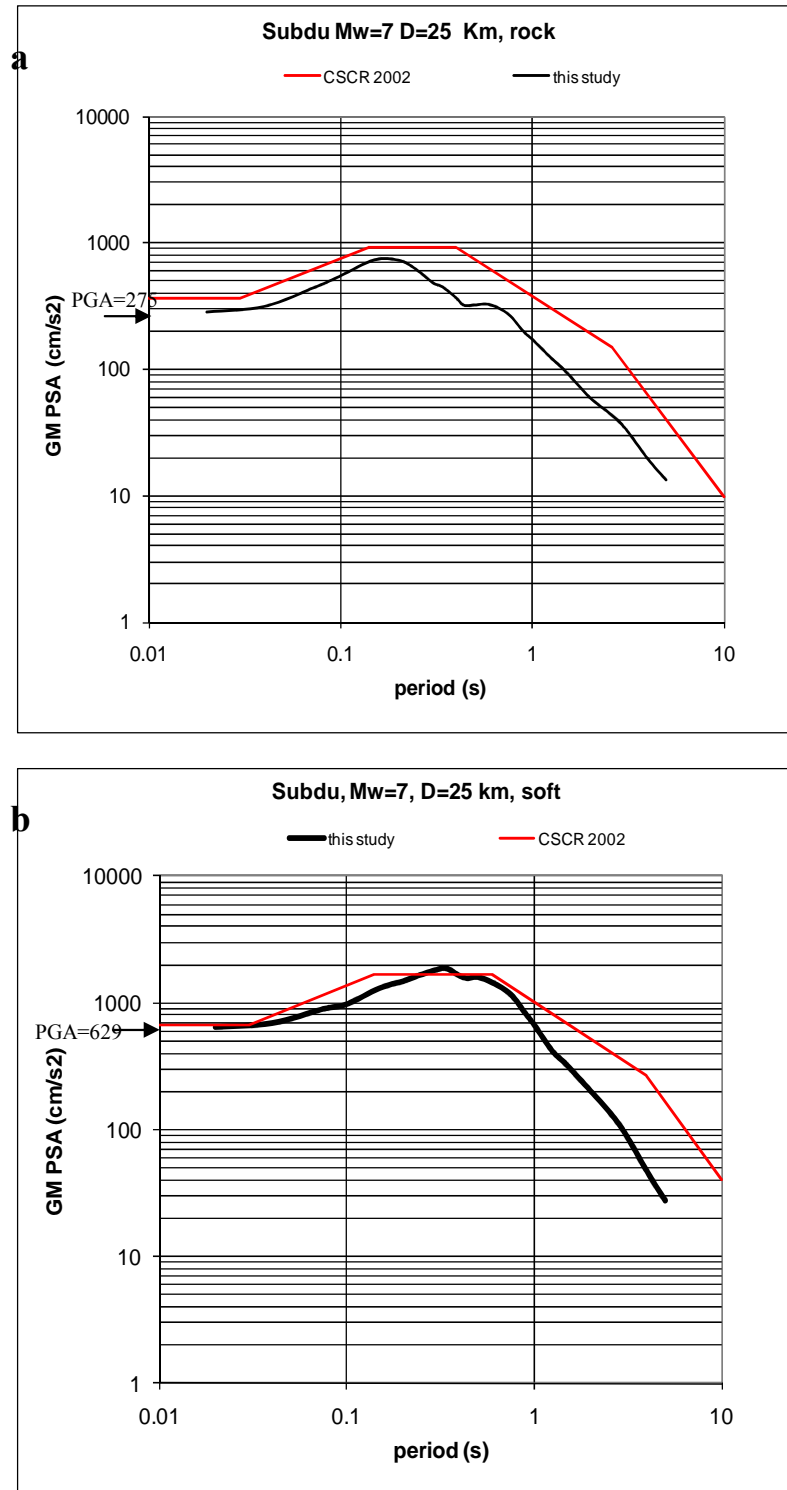 Subdu Mw=7 D=25 Km, rock
a
CSCR 2002 this study
10000
1000
PGA=275
100
10
1
0.01 0.1 1 10
period (s)
GM PSA (cm/s2)
Subdu, Mw=7, D=25 km, soft
b
this study CSCR 2002
10000
1000
PGA=629
100
10
1
0.01 0.1 1 10
period (s)
GM PSA (cm/s2)